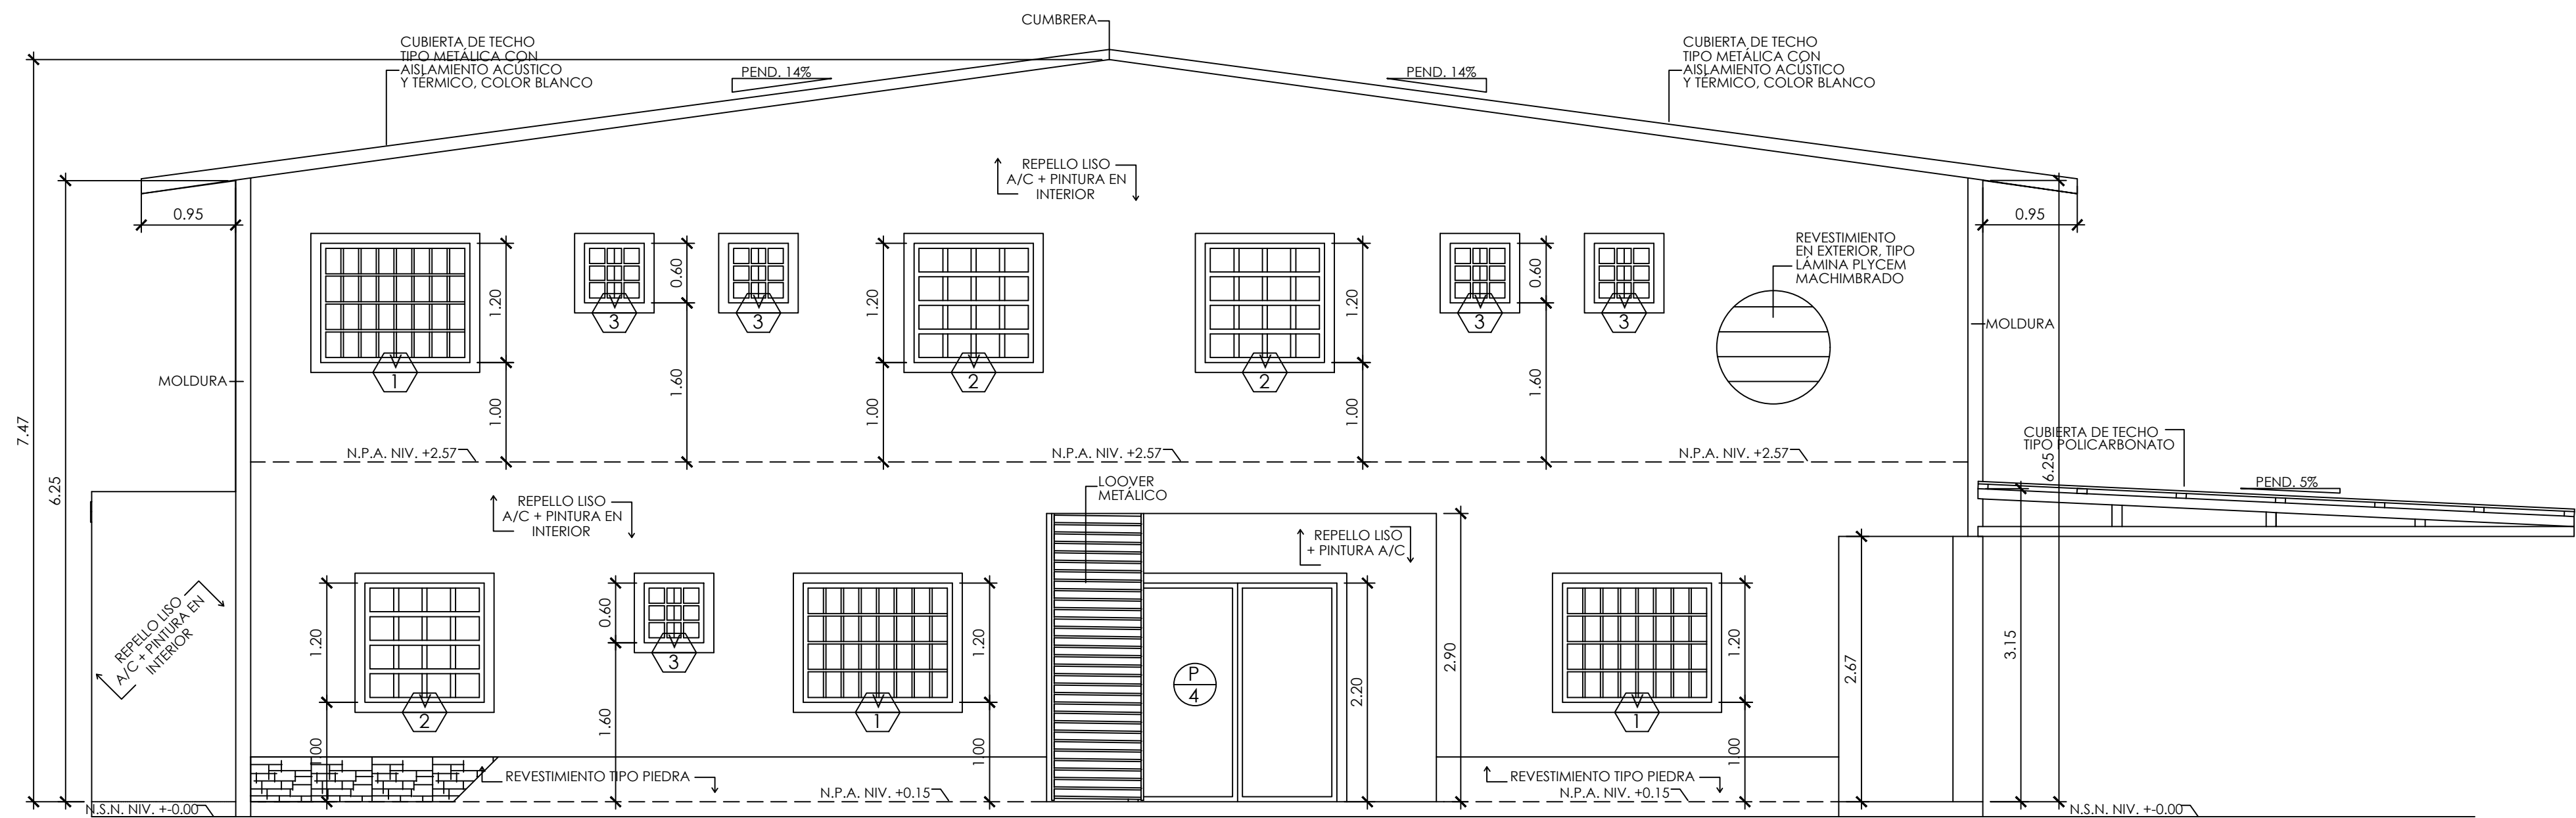 CUMBRERA
CUBIERTA DE TECHO
TIPO METÁLICA CON
AISLAMIENTO ACÚSTICO
Y TÉRMICO, COLOR BLANCO
PEND. 14%
PEND. 14%
CUBIERTA DE TECHO
TIPO METÁLICA CON
AISLAMIENTO ACÚSTICO
Y TÉRMICO, COLOR BLANCO
REPELLO LISO
A/C + PINTURA EN
INTERIOR
0.95
0.95
REVESTIMIENTO
EN EXTERIOR, TIPO
LÁMINA PLYCEM
MACHIMBRADO
0.60
1.20
1.20
1.20
0.60
3
3
3
3
MOLDURA
MOLDURA
1
2
2
1.60
1.00
1.00
1.00
1.60
7.47
6.25
6.25
N.P.A. NIV. +2.57
N.P.A. NIV. +2.57
N.P.A. NIV. +2.57
CUBIERTA DE TECHO
TIPO POLICARBONATO
PEND. 5%
LOOVER
METÁLICO
REPELLO LISO
A/C + PINTURA EN
INTERIOR
REPELLO LISO
+ PINTURA A/C
REPELLO LISO
A/C + PINTURA EN
INTERIOR
1.20
0.60
1.20
1.20
3.15
2.90
2.67
2.20
3
P
4
2
1
1
1.60
1.00
1.00
1.00
REVESTIMIENTO TIPO PIEDRA
REVESTIMIENTO TIPO PIEDRA
N.P.A. NIV. +0.15
N.P.A. NIV. +0.15
N.S.N. NIV. +-0.00
N.S.N. NIV. +-0.00